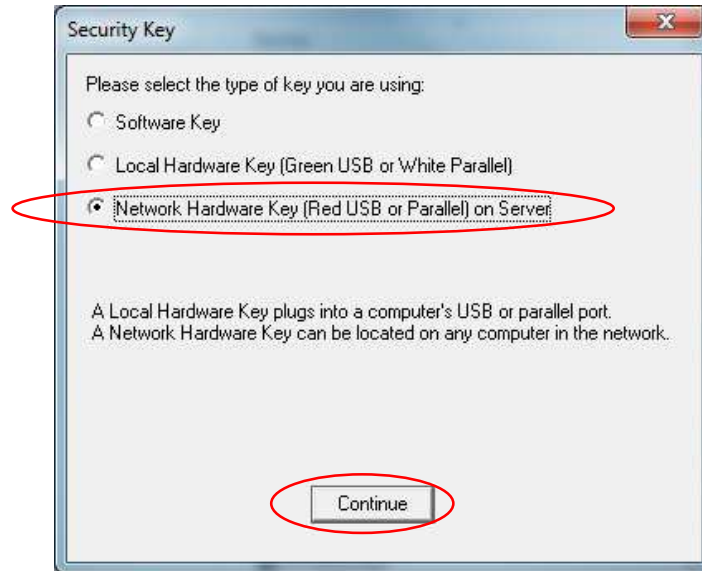 Security Key
Please select the type of key you are using:
Software Key
Local Hardware Key (Green USB or White Parallel)
Network Hardware Key (Red USB or Parallel) on Server
A Local Hardware Key plugs into a computer's USB or parallel port.
A Network Hardware Key can be located on any computer in the network.
Continue